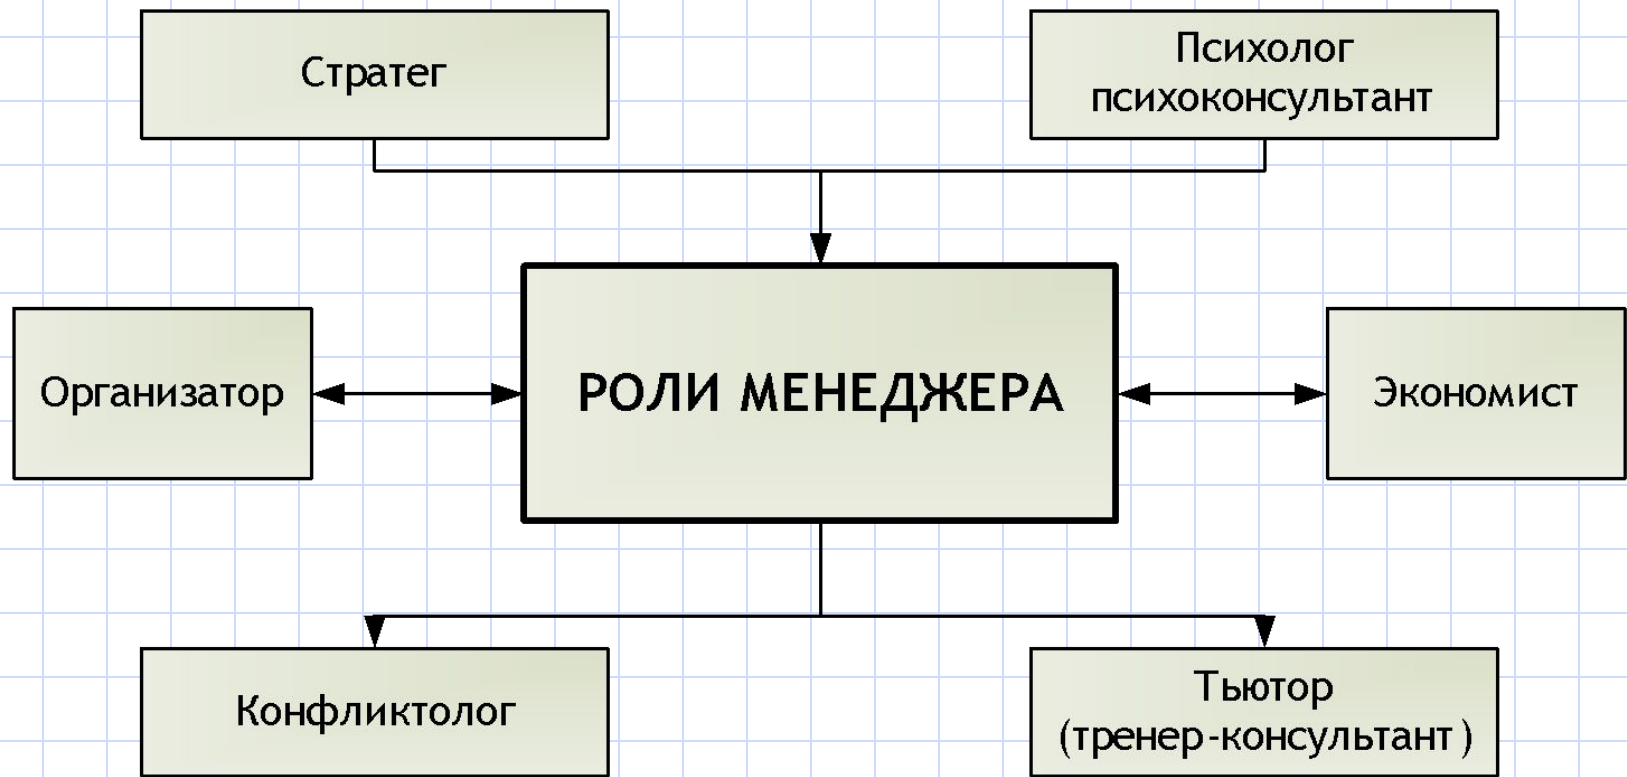 Стратег
Психолог
психоконсультант
Организатор
РОЛИ МЕНЕДЖЕРА
Экономист
Конфликтолог
Тьютор
(тренер-консультант)